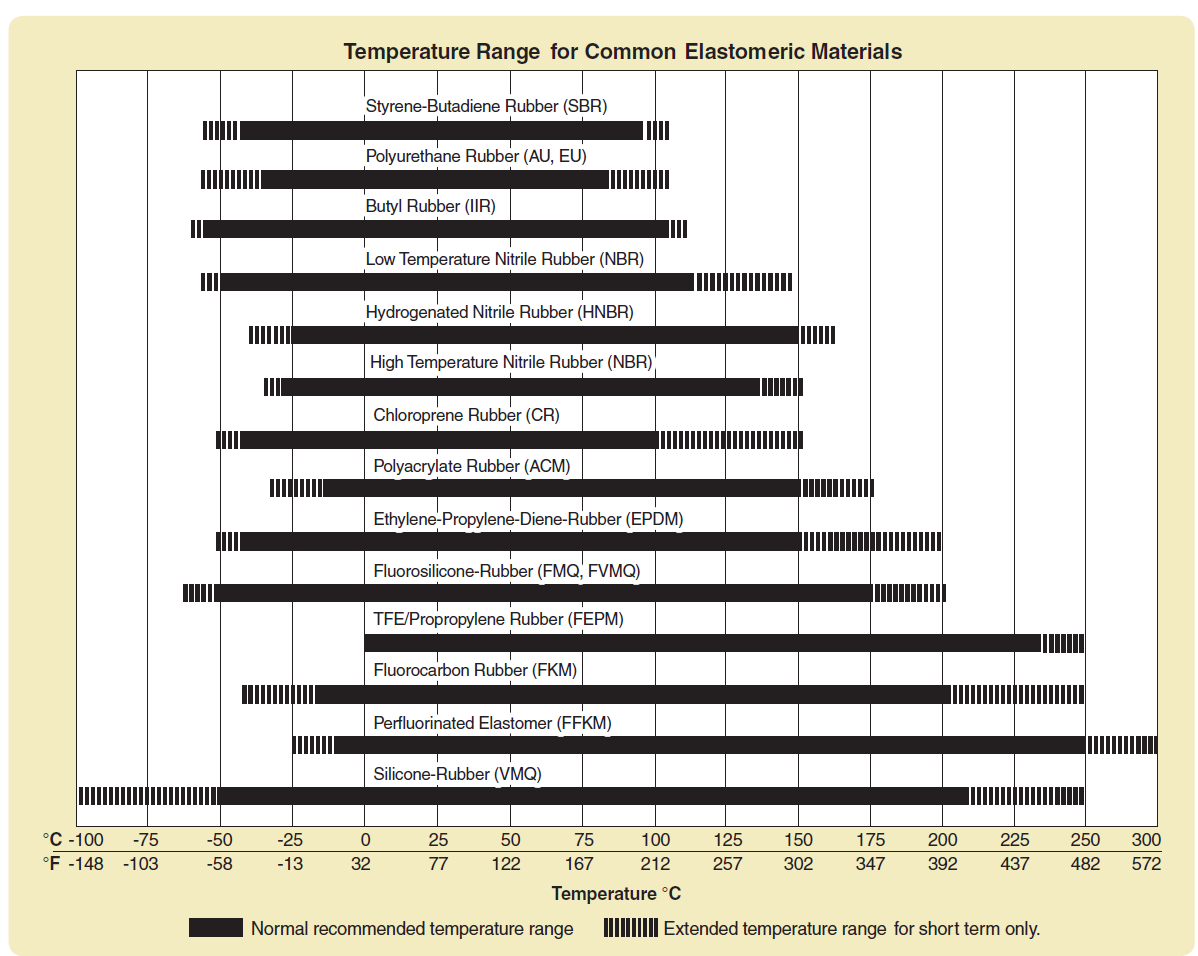 Temperature Range for Common Elastomeric Materials
Styrene-Butadiene Rubber (SBR)
Polyurethane Rubber (AU, EU)
Butyl Rubber (IIR)
Low Temperature Nitrile Rubber (NBR)
Hydrogenated Nitrile Rubber (HNBR)
High Temperature Nitrile Rubber (NBR)
Chloroprene Rubber (CR)
Polyacrylate Rubber (ACM)
Ethylene-Propylene-Diene-Rubber (EPDM)
Fluorosilicone-Rubber (FMQ, FVMQ)
TFE/Propropylene Rubber (FEPM)
Fluorocarbon Rubber (FKM)
Perfluorinated Elastomer (FFKM)
Silicone-Rubber (VMQ)
°C -100 -75 -50 -25 0 25 50 75 100 125 150 175 200 225 250 300
°F -148 -103 -58 -13 32 77 122 167 212 257 302 347 392 437 482 572
Temperature °C
Normal recommended temperature range Extended temperature range for short term only.